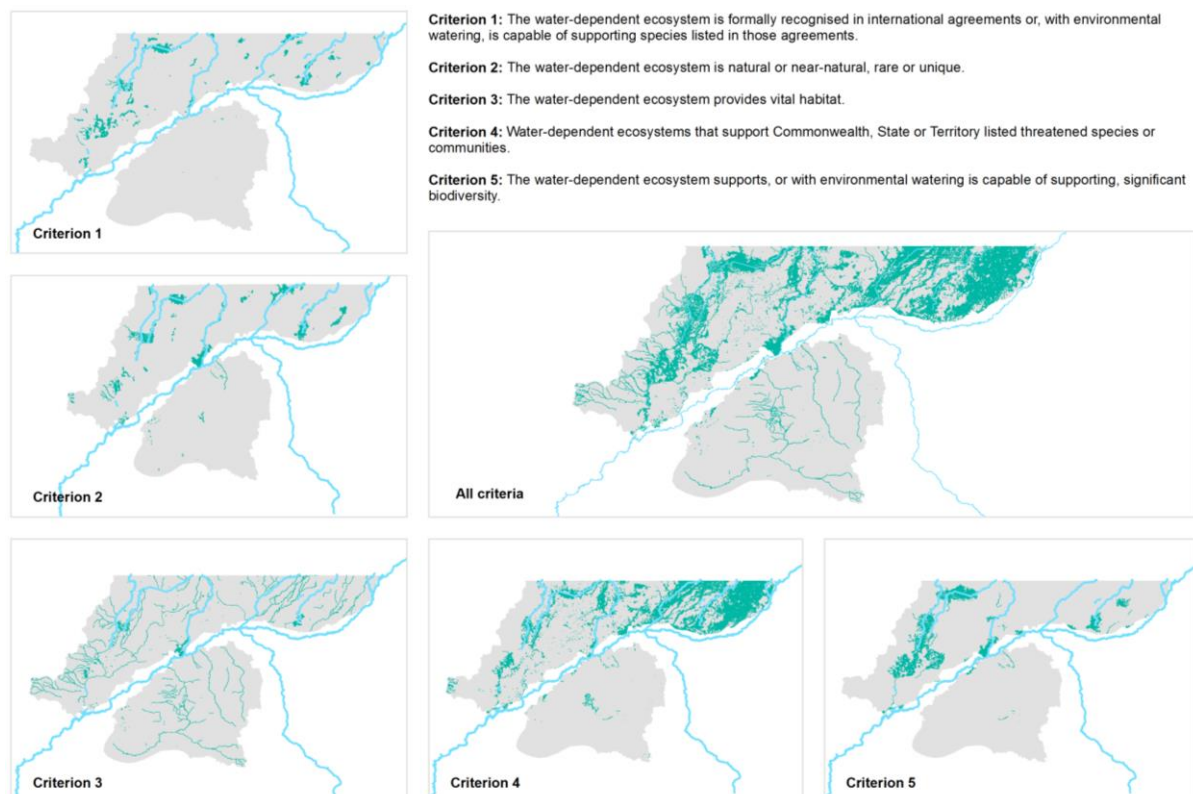 Criterion 1: The water-dependent ecosystem is formally recognised in international agreements or, with environmental
watering, is capable of supporting species listed in those agreements.
Criterion 2: The water-dependent ecosystem is natural or near-natural, rare or unique.
Criterion 3: The water-dependent ecosystem provides vital habitat.
Criterion 4: Water-dependent ecosystems that support Commonwealth, State or Territory listed threatened species or
communities.
Criterion 5: The water-dependent ecosystem supports, or with environmental watering is capable of supporting, significant
biodiversity.
Criterion 1
Criterion 2
All criteria
Criterion 3
Criterion 4
Criterion 5